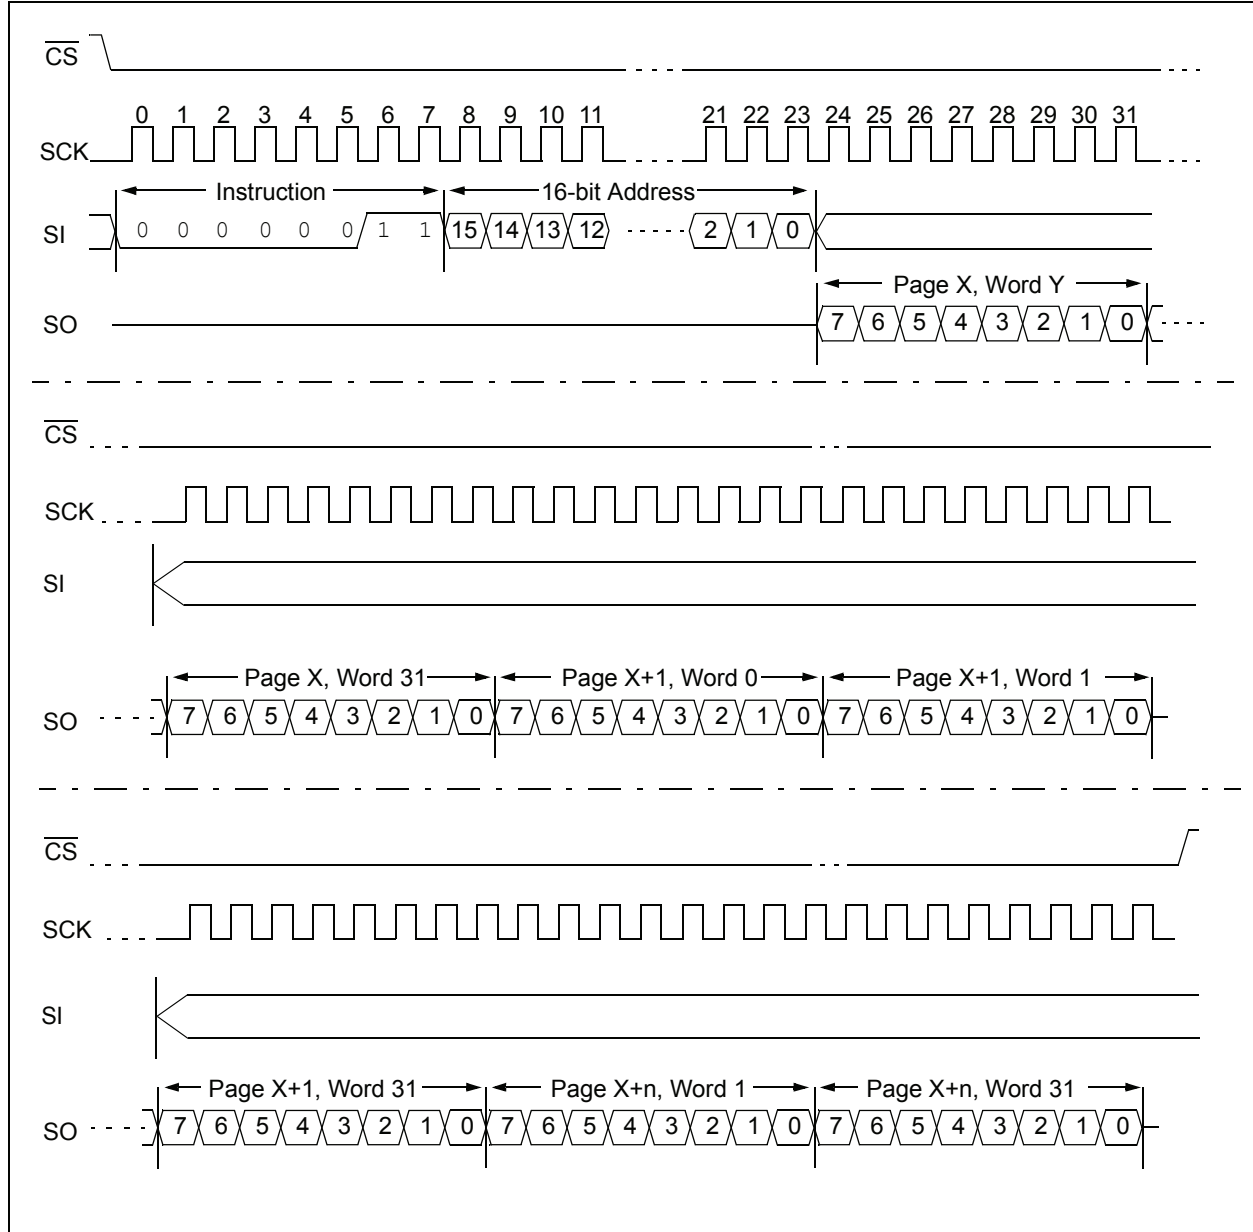 CS
0 1 2 3 4 5 6 7 8 9 10 11 21 22 23 24 25 26 27 28 29 30 31
SCK
Instruction 16-bit Address
SI 0 0 0 0 0 0 1 1 15 14 13 12 2 1 0
Page X, Word Y
SO 7 6 5 4 3 2 1 0
CS
SCK
SI
Page X, Word 31 Page X+1, Word 0 Page X+1, Word 1
SO 7 6 5 4 3 2 1 0 7 6 5 4 3 2 1 0 7 6 5 4 3 2 1 0
CS
SCK
SI
Page X+1, Word 31 Page X+n, Word 1 Page X+n, Word 31
SO 7 6 5 4 3 2 1 0 7 6 5 4 3 2 1 0 7 6 5 4 3 2 1 0